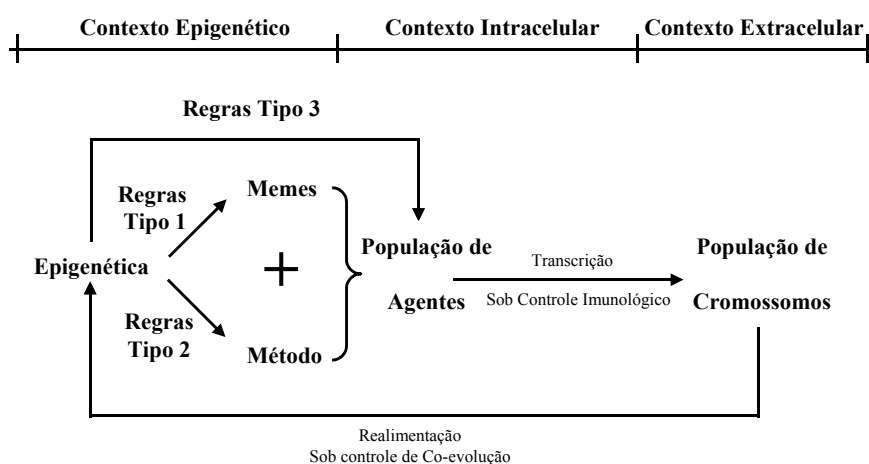 Contexto Epigenético
Contexto Intracelular
Contexto Extracelular
Regras Tipo 3
Regras
Tipo 1
Memes
Epigenética
+
População de
Agentes
Transcrição
Sob Controle Imunológico
População de
Cromossomos
Regras
Tipo 2
Método
Realimentação
Sob controle de Co-evolução